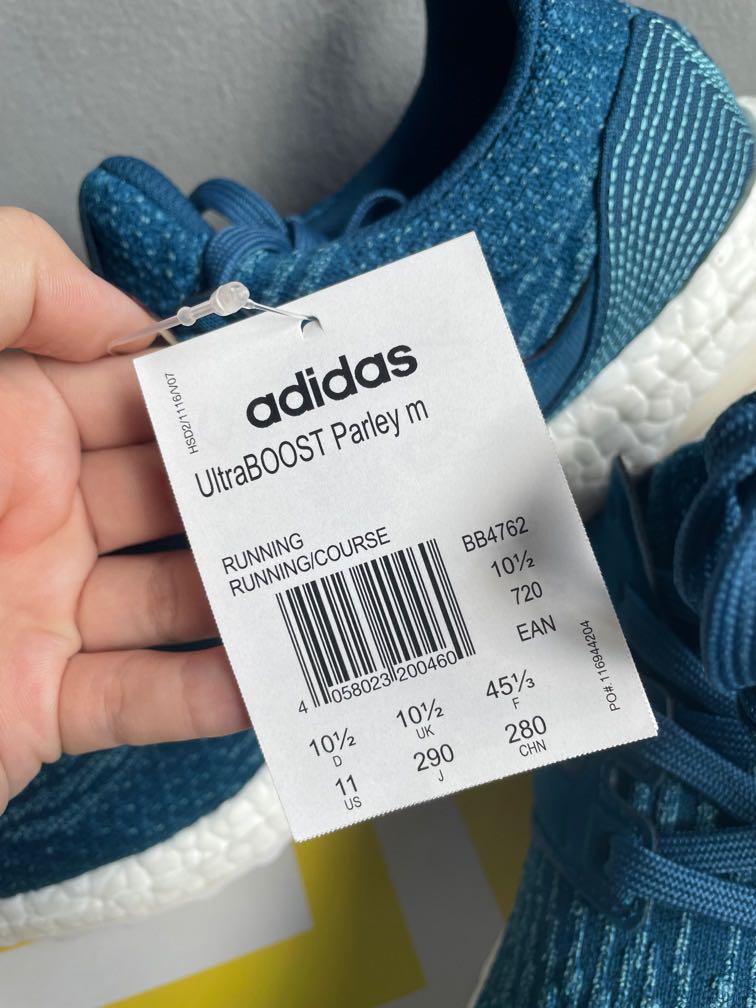 adidas
HSD2/1116/V07
UltraBOOST Parley m
RUNNING
RUNNING/COURSE
BB4762
10½
720
EAN
4 058023 200460
PO#: 116944204
10½ 10½ 45⅓
D UK F
11 290 280
US J CHN